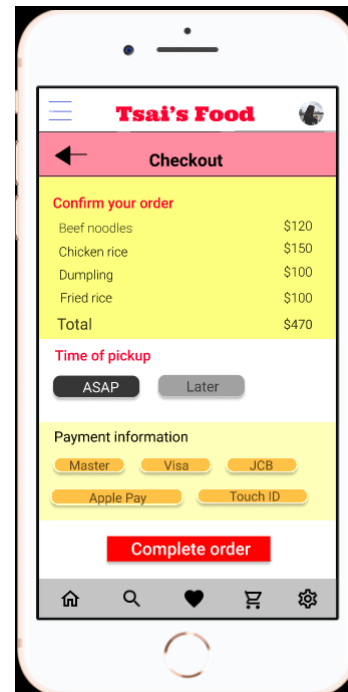 Tsai's Food
Checkout
Confirm your order
Beef noodles $120
Chicken rice $150
Dumpling $100
Fried rice $100
Total $470
Time of pickup
ASAP Later
Payment information
Master Visa JCB
Apple Pay Touch ID
Complete order